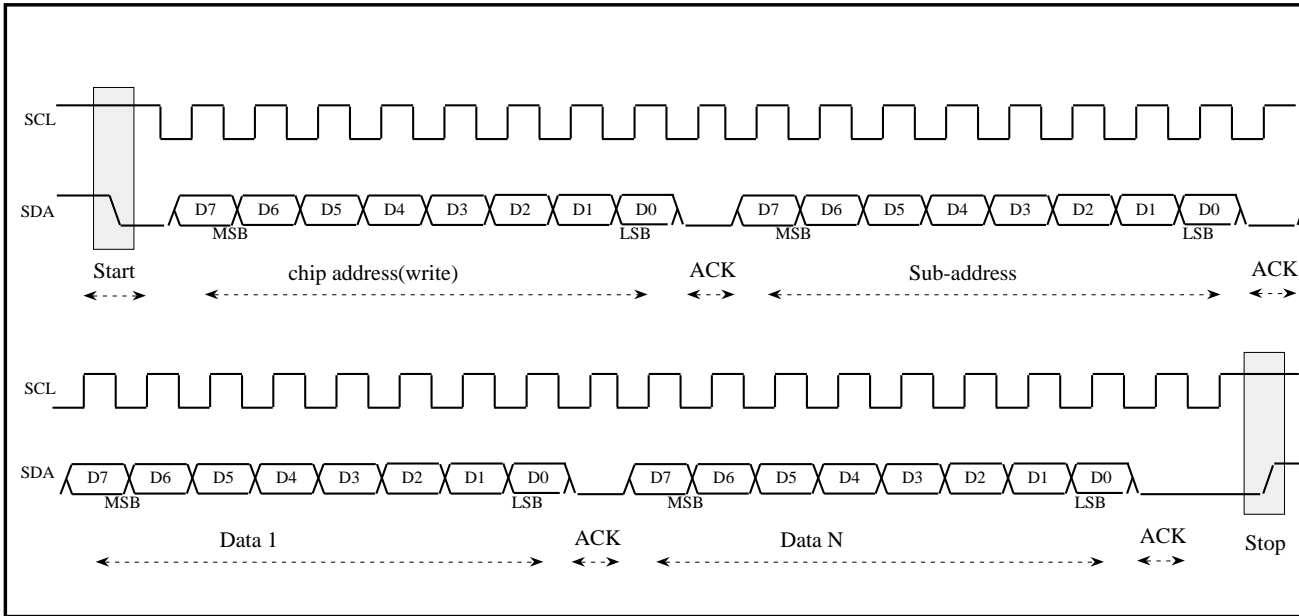 SCL
SDA
D7 D6 D5 D4 D3 D2 D1 D0 D7 D6 D5 D4 D3 D2 D1 D0
MSB LSB MSB LSB
Start chip address(write) ACK Sub-address ACK
SCL
SDA
D7 D6 D5 D4 D3 D2 D1 D0 D7 D6 D5 D4 D3 D2 D1 D0
MSB LSB MSB LSB
Data 1 ACK Data N ACK Stop